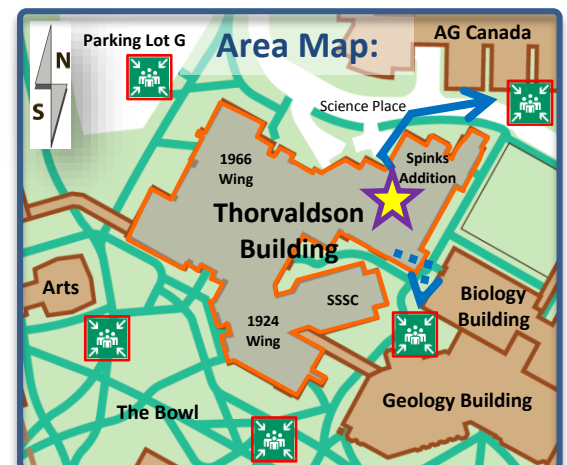 Area Map:
AG Canada
Parking Lot G
N
S
Science Place
1966
Wing
Spinks
Addition
Thorvaldson
Building
Arts
SSSC
Biology
Building
1924
Wing
The Bowl
Geology Building